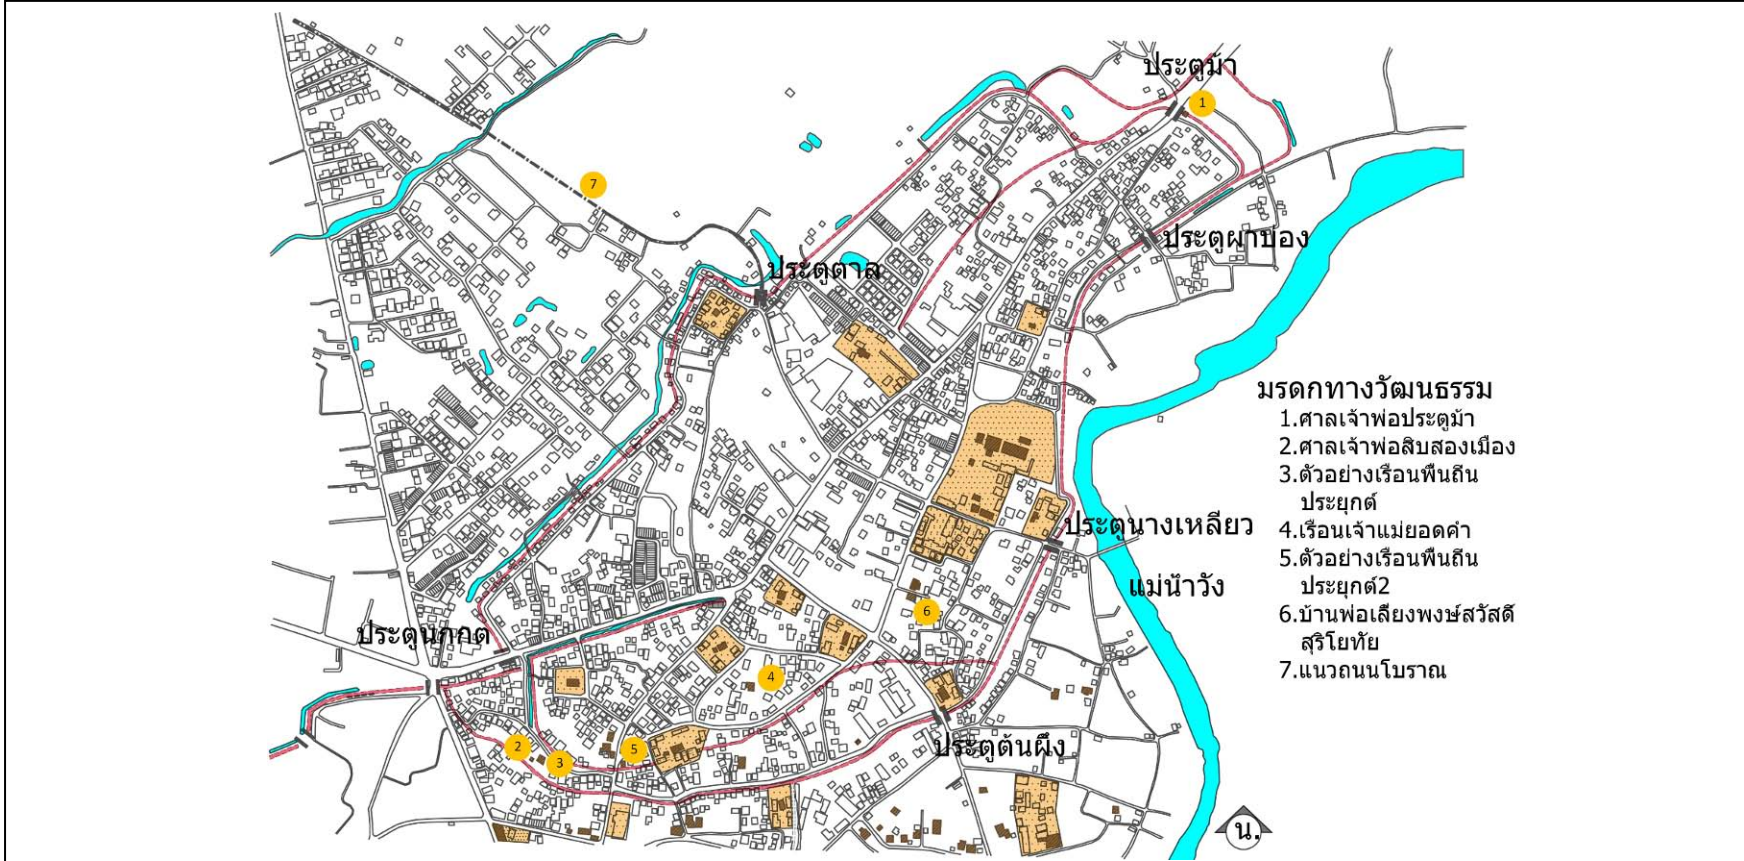 ประตูม้า
1
7
ประตูผาบ่อง
ประตูตาล
มรดกทางวัฒนธรรม
1.ศาลเจ้าพ่อประตูม้า
2.ศาลเจ้าพ่อสิบสองเมือง
3.ตัวอย่างเรือนพื้นถิ่น
ประยุกต์
4.เรือนเจ้าแม่ยอดคำ
5.ตัวอย่างเรือนพื้นถิ่น
ประยุกต์2
6.บ้านพ่อเลี้ยงพงษ์สวัสดิ์
สุริโยทัย
7.แนวถนนโบราณ
ประตูนางเหลียว
แม่น้ำวัง
6
ประตูนกกด
4
2
3
5
ประตูต้นผึ้ง
น.